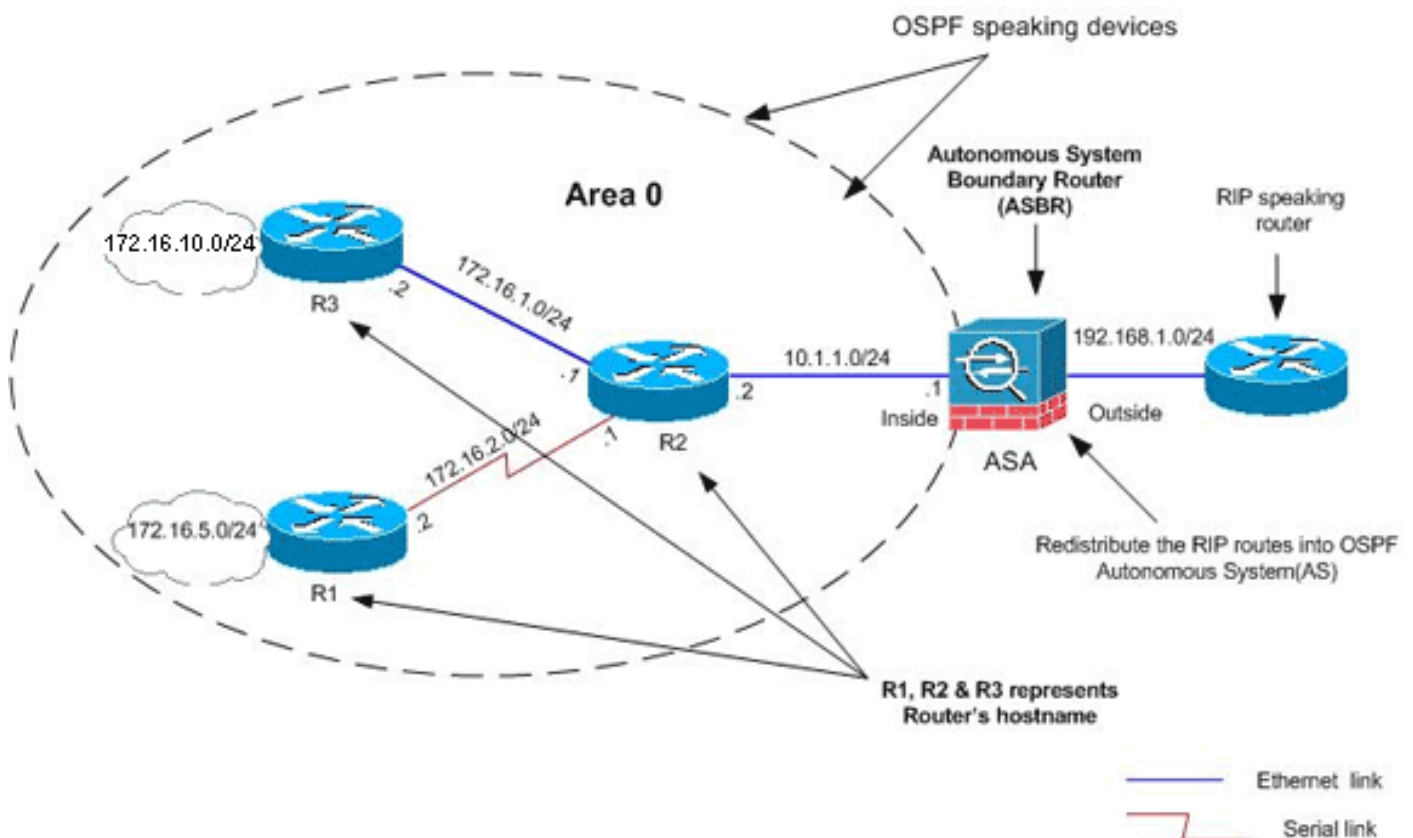 OSPF speaking devices
Autonomous System
Boundary Router
(ASBR)
RIP speaking
router
Area 0
172.16.10.0/24
R3
.2
172.16.1.0/24
.1
R2
.2
10.1.1.0/24
.1
Inside
ASA
192.168.1.0/24
Outside
172.16.2.0/24
.1
.2
172.16.5.0/24
R1
Redistribute the RIP routes into OSPF
Autonomous System(AS)
R1, R2 & R3 represents
Router's hostname
Ethernet link
Serial link